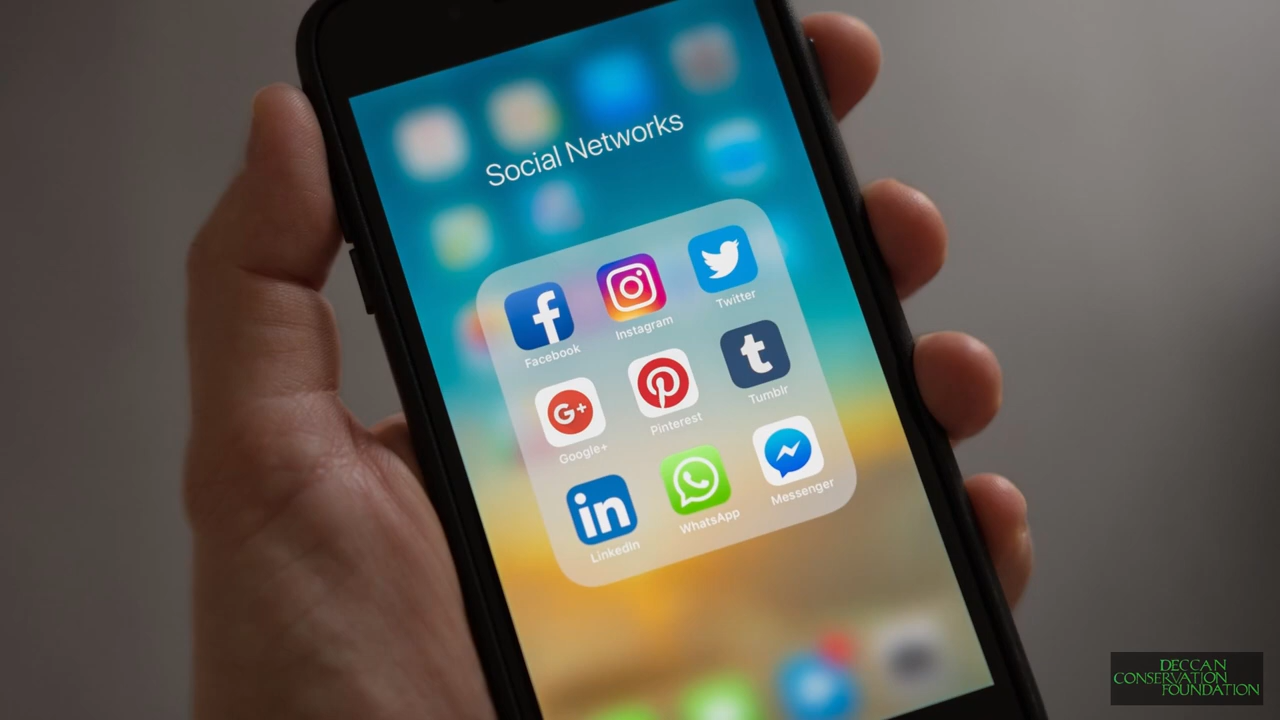 Social Networks
Facebook
Instagram
Twitter
Google+
Pinterest
Tumblr
LinkedIn
WhatsApp
Messenger
DECCAN
CONSERVATION
FOUNDATION